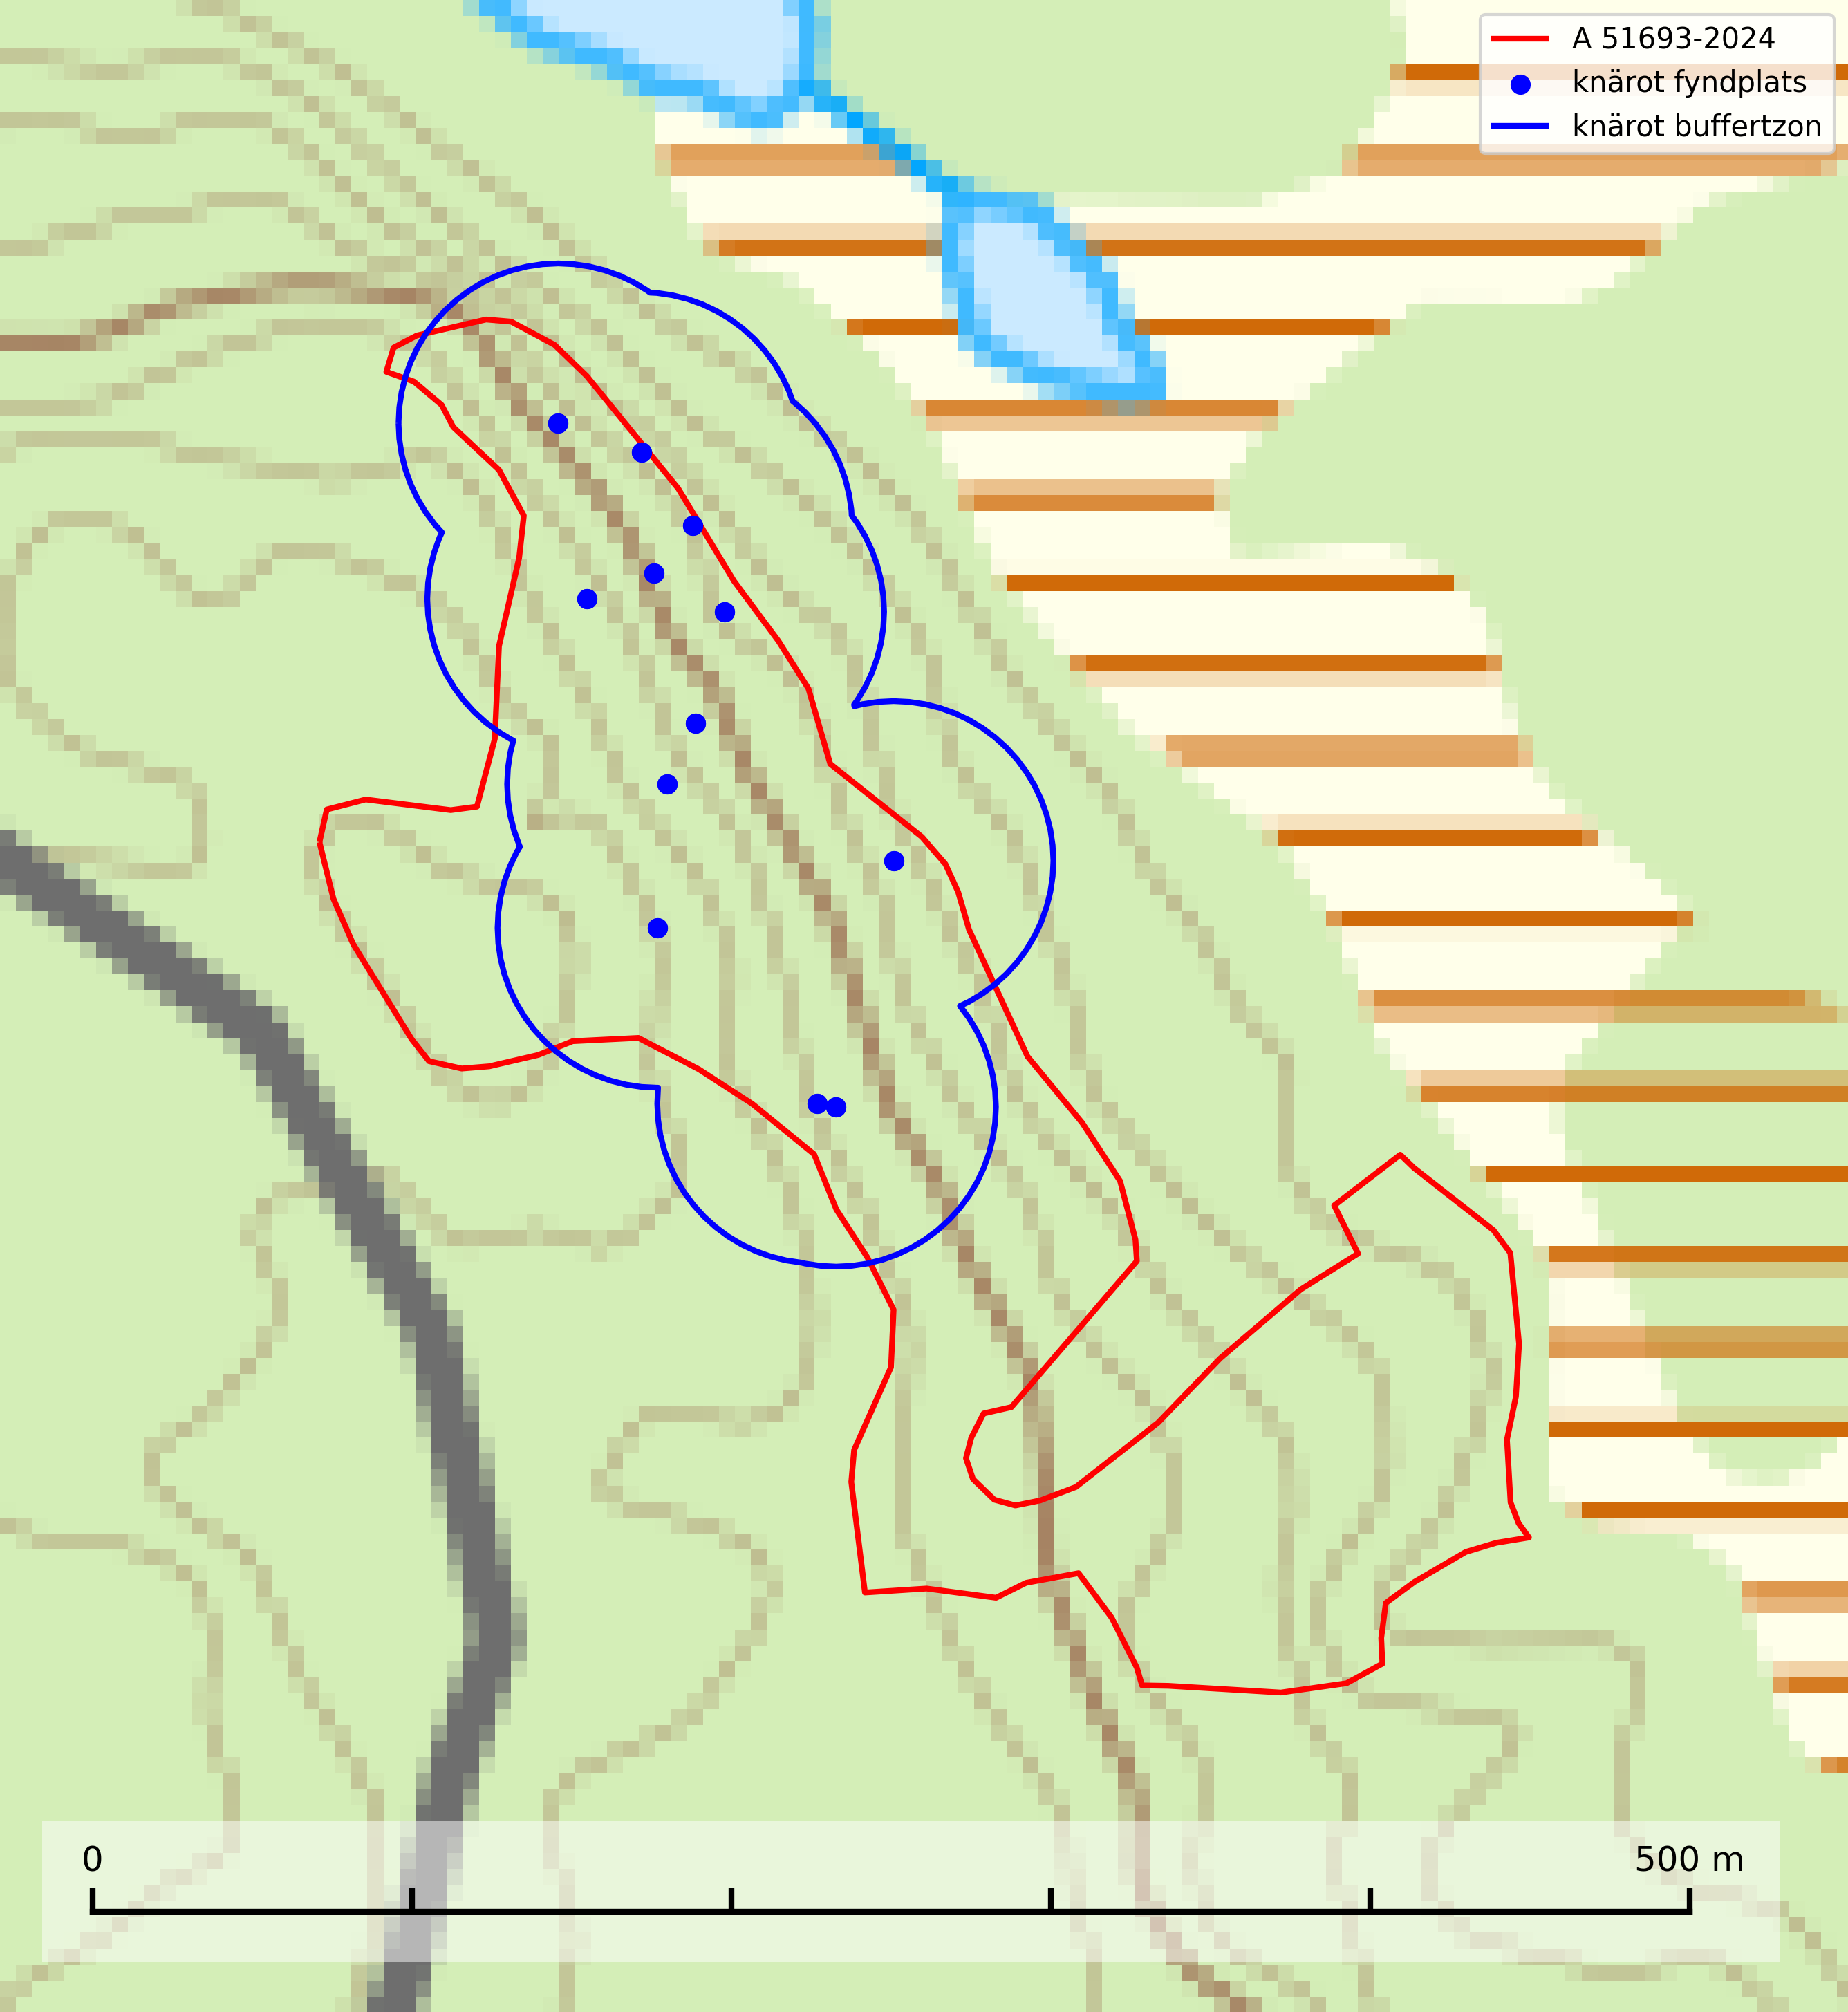 A 51693-2024
knärot fyndplats
knärot buffertzon
0
500 m